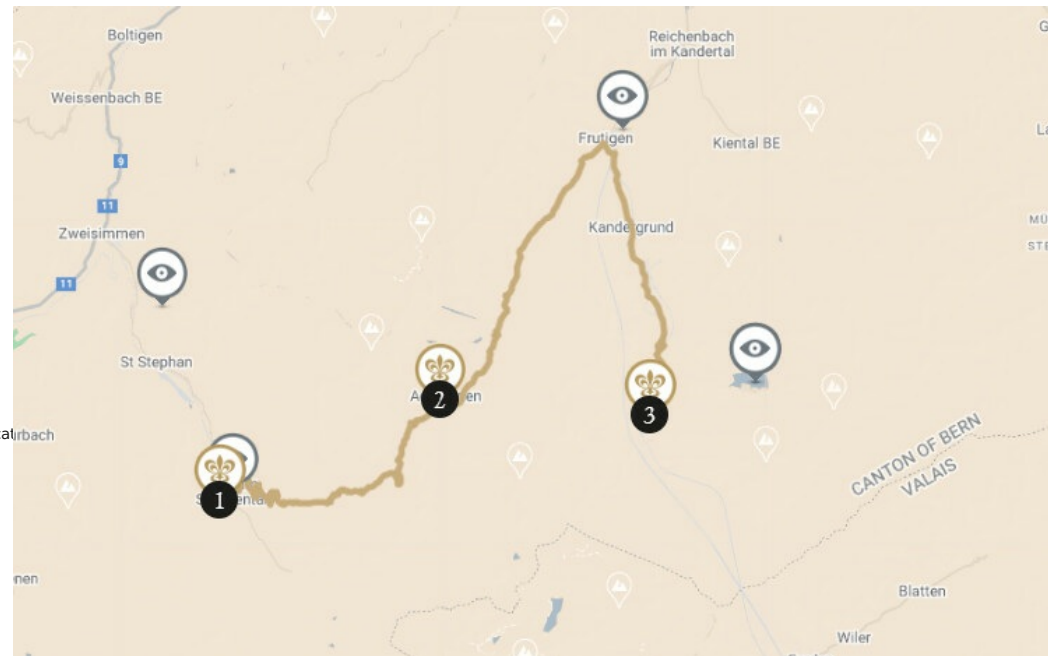 Boltigen
Reichenbach
im Kandertal
Weissenbach BE
Frutigen
Kiental BE
9
11
Zweisimmen
Kandergrund
11
St Stephan
2
3
CANTON OF BERN
VALAIS
1
Blatten
Wiler